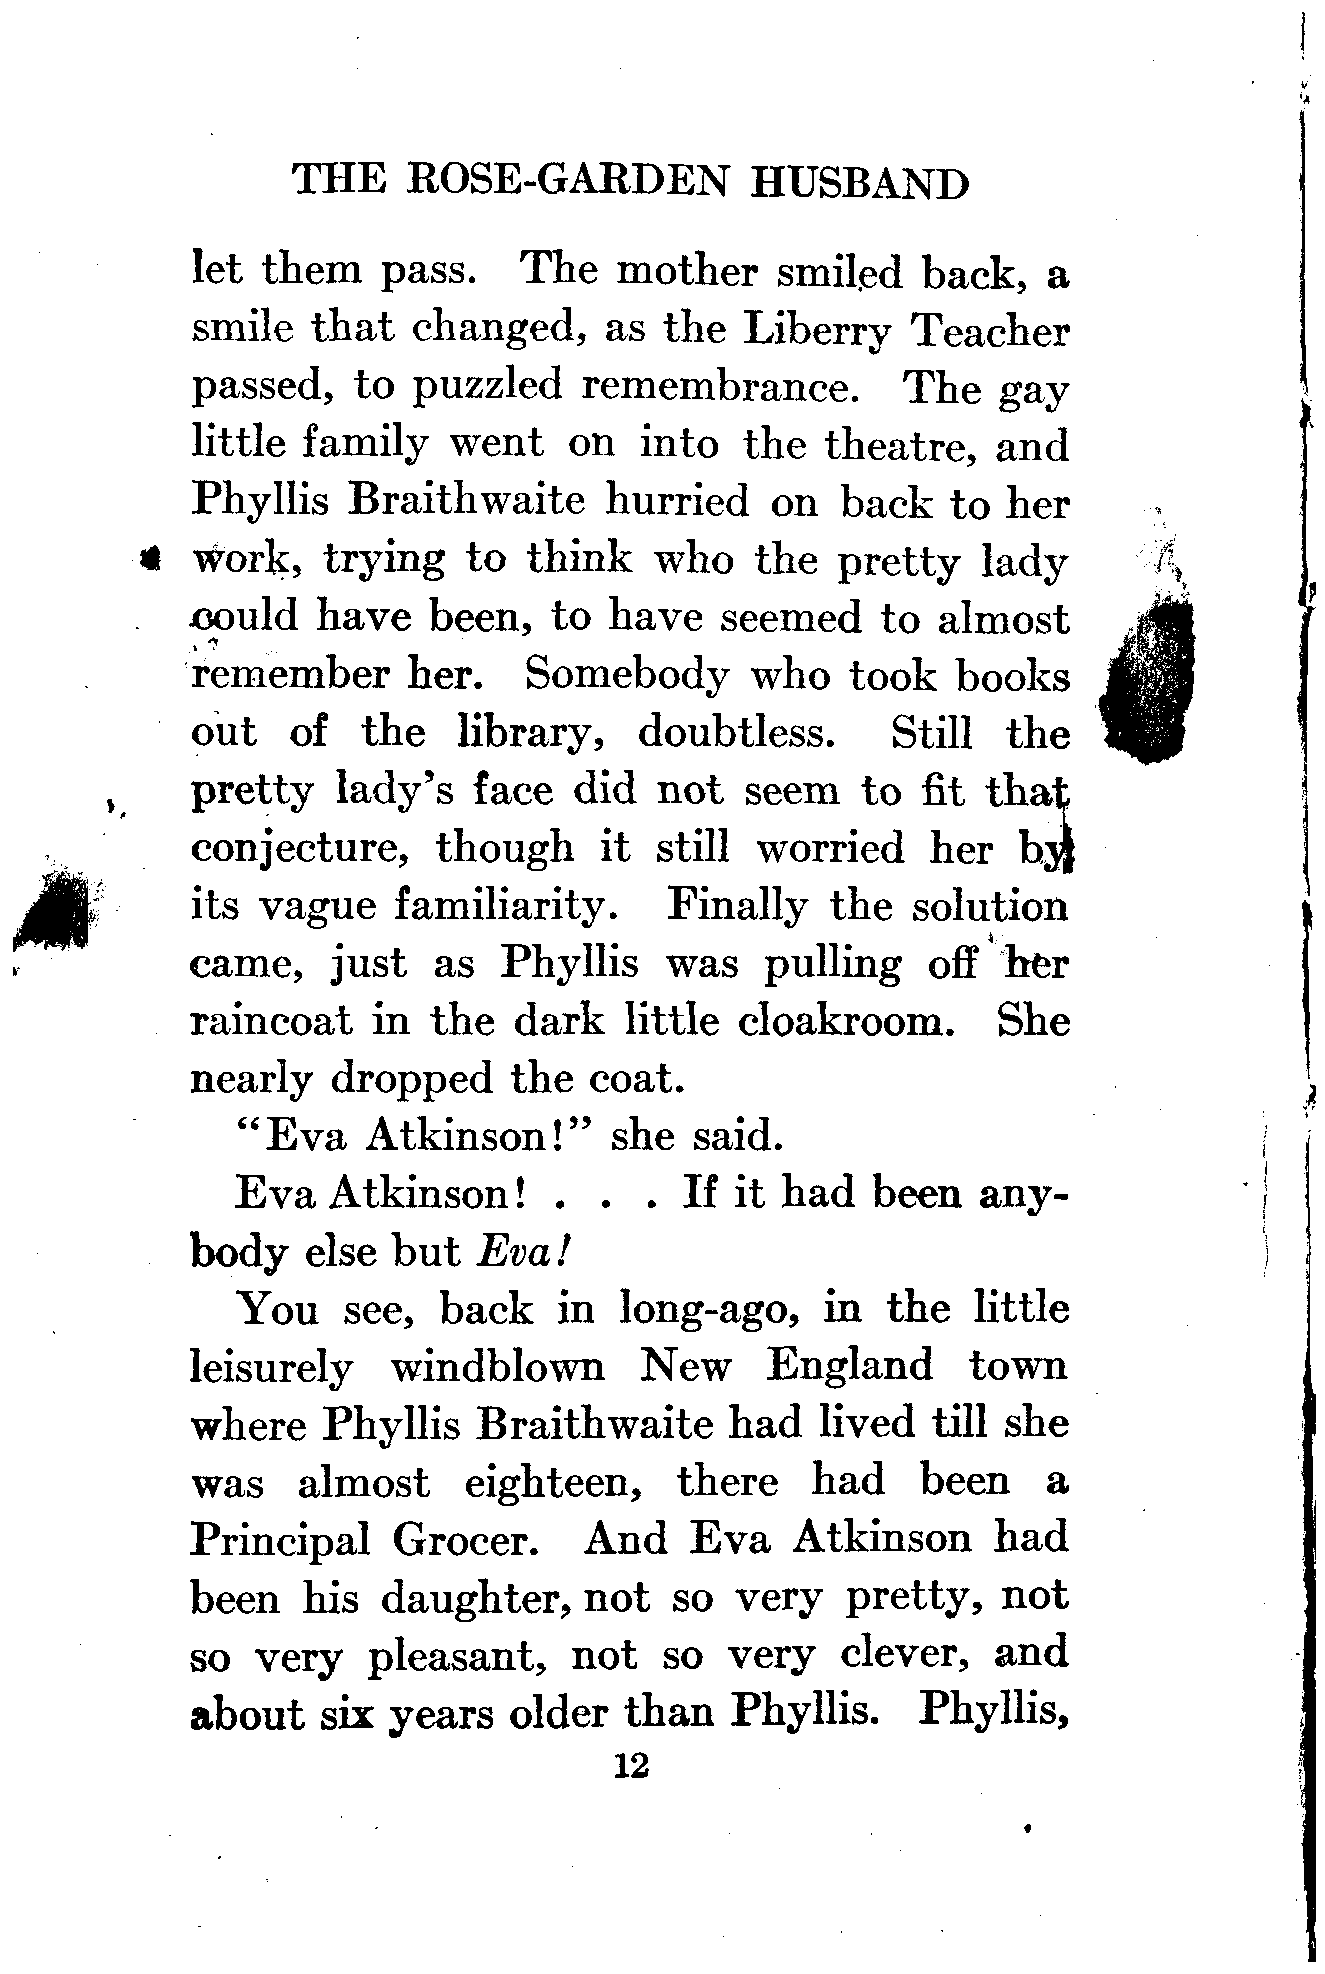 THE ROSE-GARDEN HUSBAND
let them pass. The mother smiled back, a
smile that changed, as the Liberry Teacher
passed, to puzzled remembrance. The gay
little family went on into the theatre, and
Phyllis Braithwaite hurried on back to her
work, trying to think who the pretty lady
could have been, to have seemed to almost
remember her. Somebody who took books
out of the library, doubtless. Still the
pretty lady's face did not seem to fit that
conjecture, though it still worried her by
its vague familiarity. Finally the solution
came, just as Phyllis was pulling off her
raincoat in the dark little cloakroom. She
nearly dropped the coat.
"Eva Atkinson!" she said.
Eva Atkinson! . . . If it had been any-
body else but Eva!
You see, back in long-ago, in the little
leisurely windblown New England town
where Phyllis Braithwaite had lived till she
was almost eighteen, there had been a
Principal Grocer. And Eva Atkinson had
been his daughter, not so very pretty, not
so very pleasant, not so very clever, and
about six years older than Phyllis. Phyllis,
12